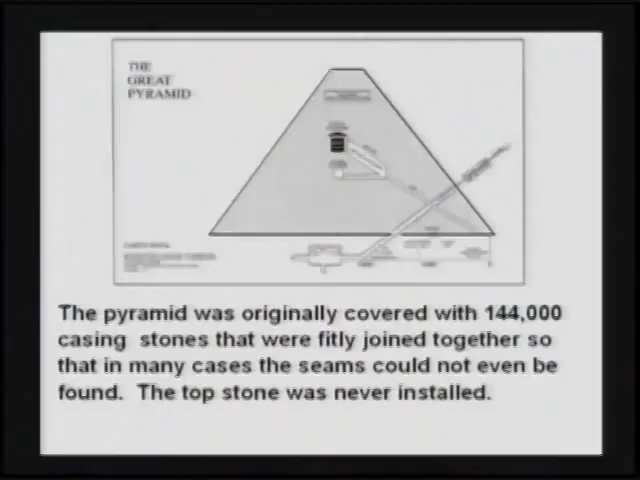 THE
GREAT
PYRAMID
The pyramid was originally covered with 144,000
casing stones that were fitly joined together so
that in many cases the seams could not even be
found. The top stone was never installed.